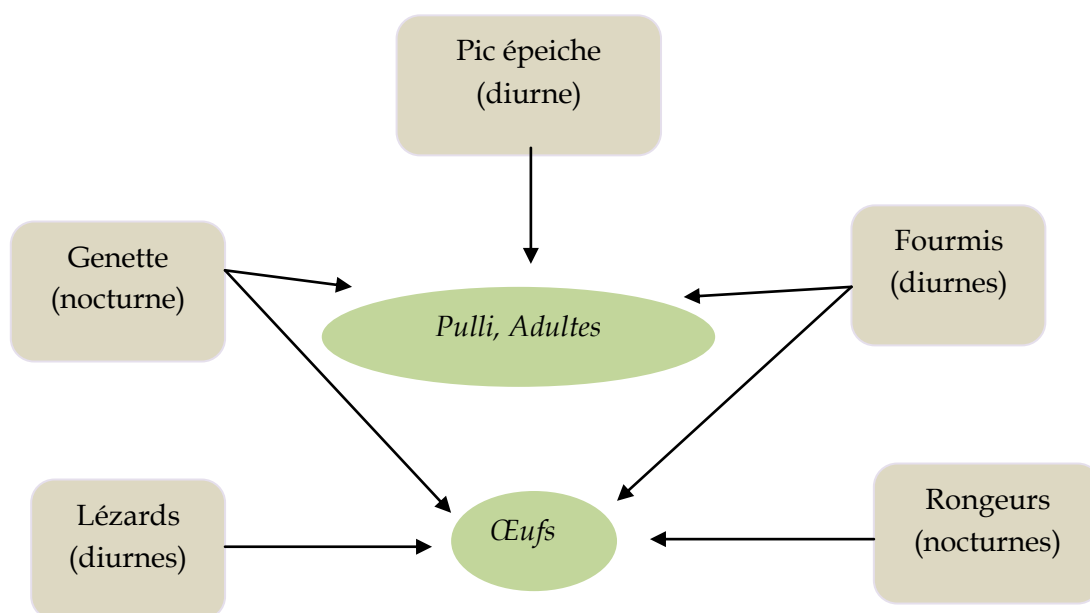 Pic épeiche
(diurne)
Genette
(nocturne)
Fourmis
(diurnes)
Pulli, Adultes
Lézards
(diurnes)
Œufs
Rongeurs
(nocturnes)